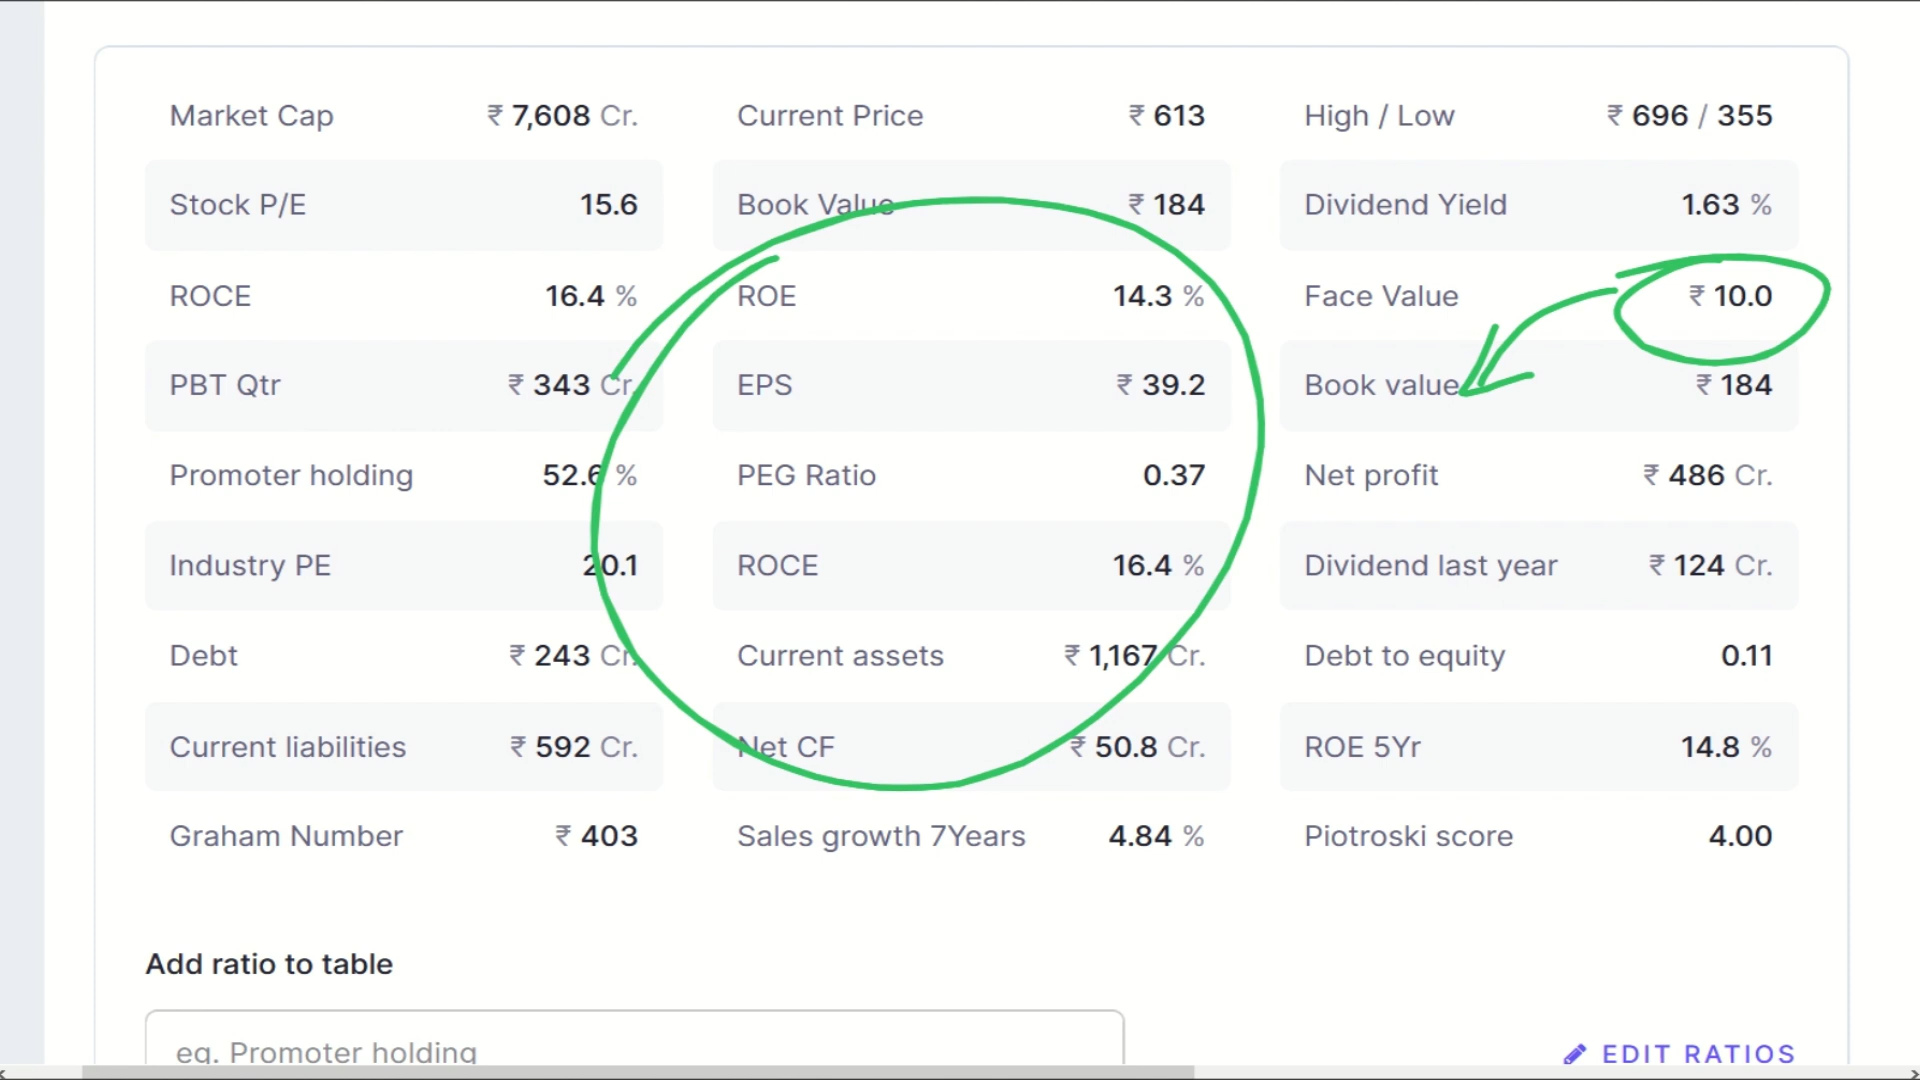 Market Cap ₹ 7,608 Cr. Current Price ₹ 613 High / Low ₹ 696 / 355
Stock P/E 15.6 Book Value ₹ 184 Dividend Yield 1.63 %
ROCE 16.4 % ROE 14.3 % Face Value ₹ 10.0
PBT Qtr ₹ 343 Cr. EPS ₹ 39.2 Book value ₹ 184
Promoter holding 52.6 % PEG Ratio 0.37 Net profit ₹ 486 Cr.
Industry PE 20.1 ROCE 16.4 % Dividend last year ₹ 124 Cr.
Debt ₹ 243 Cr. Current assets ₹ 1,167 Cr. Debt to equity 0.11
Current liabilities ₹ 592 Cr. Net CF ₹ 50.8 Cr. ROE 5Yr 14.8 %
Graham Number ₹ 403 Sales growth 7Years 4.84 % Piotroski score 4.00
Add ratio to table
eg. Promoter holding EDIT RATIOS